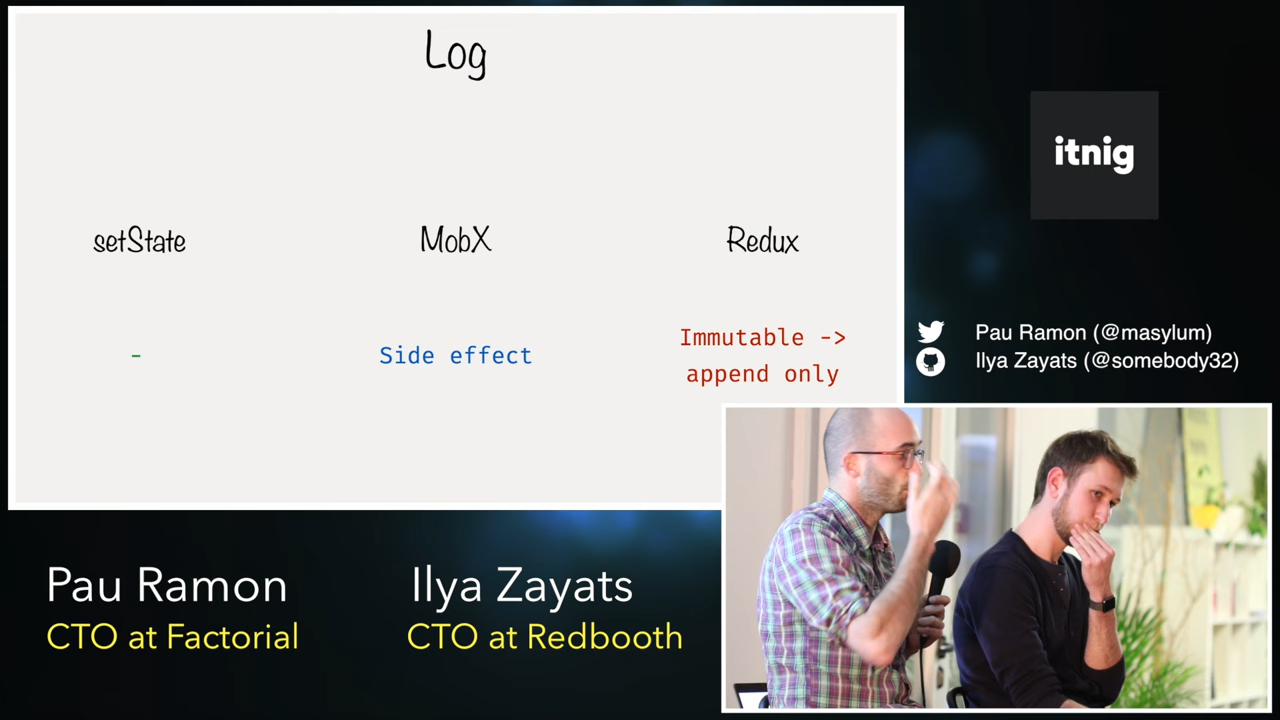 Log
setState
MobX
Redux
-
Side effect
Immutable ->
append only
itnig
Pau Ramon (@masylum)
Ilya Zayats (@somebody32)
Pau Ramon
CTO at Factorial
Ilya Zayats
CTO at Redbooth